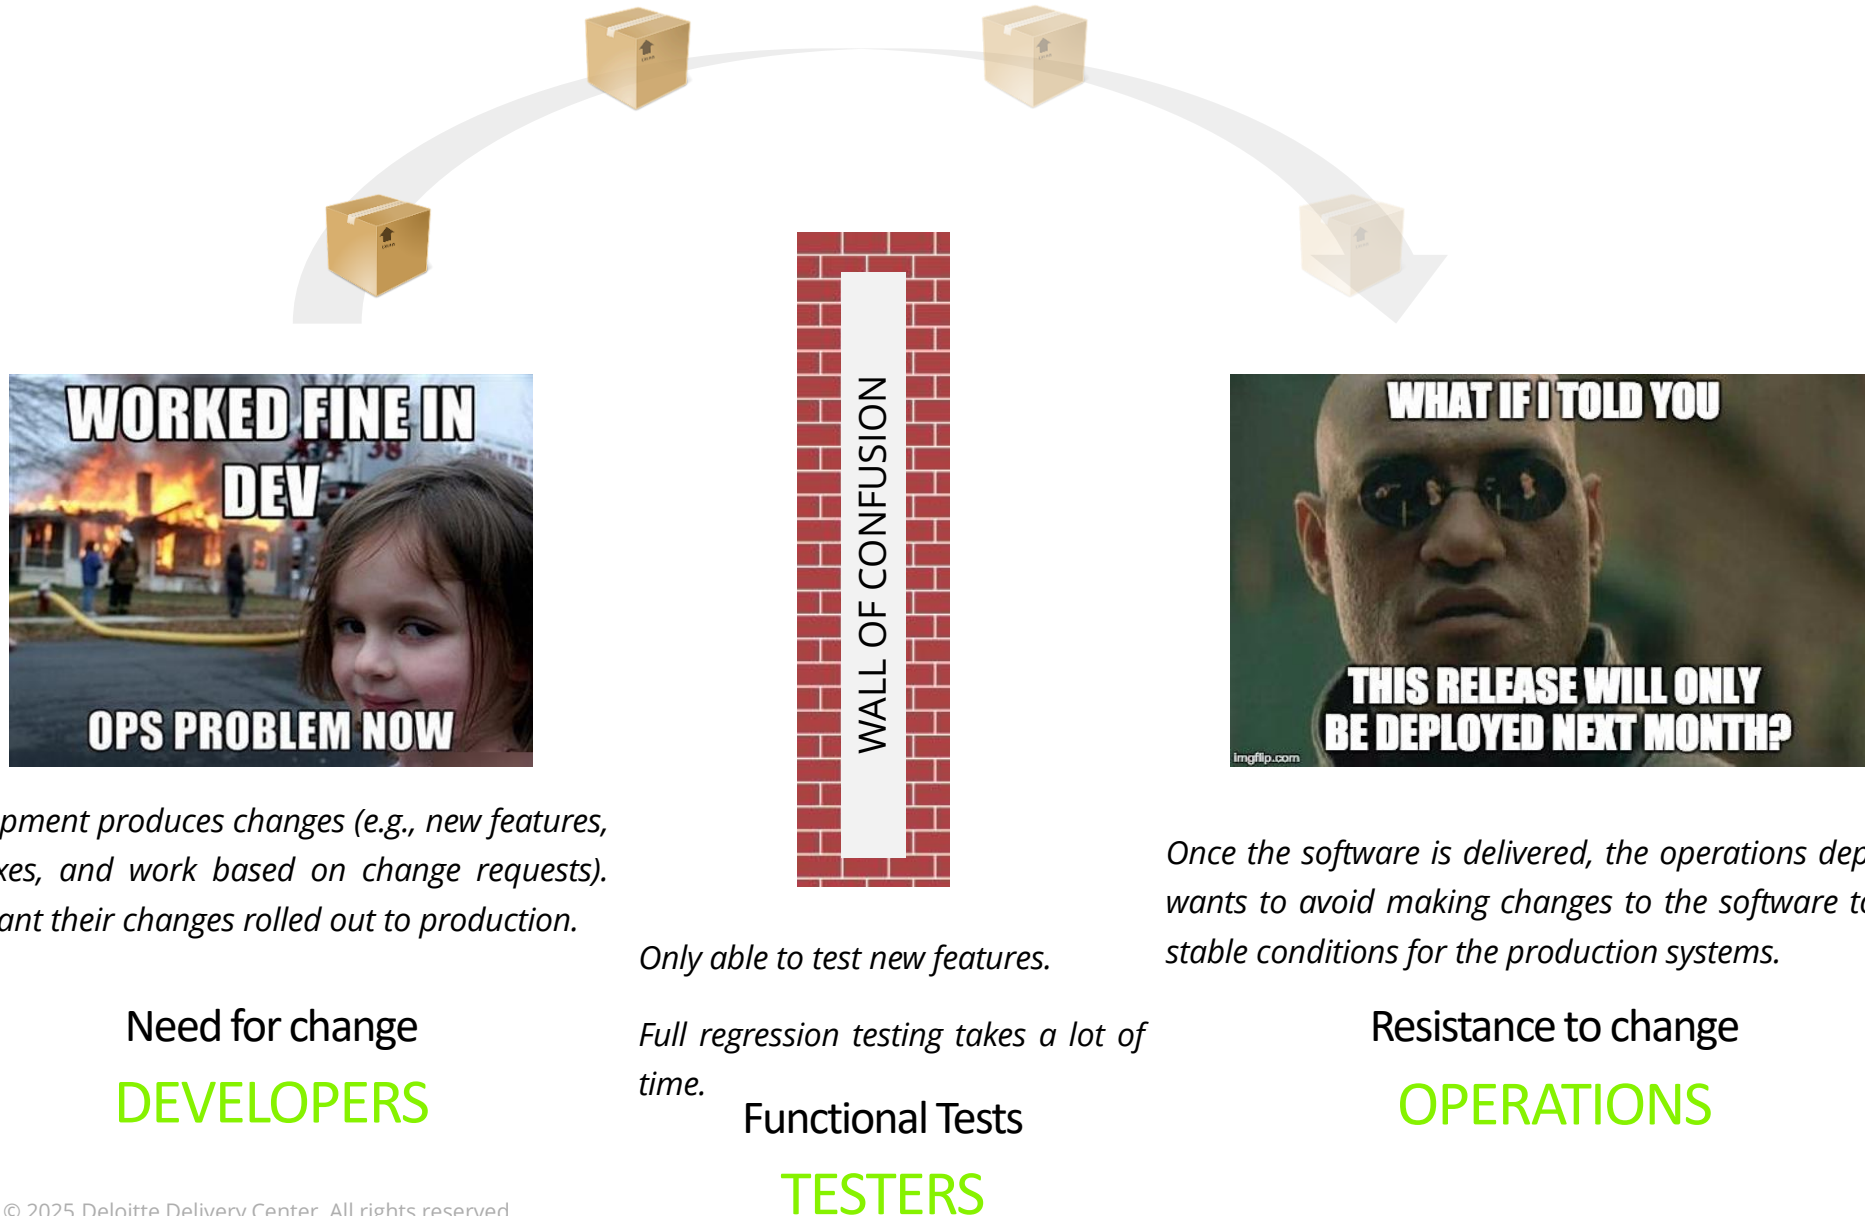 WORKED FINE IN
DEV
OPS PROBLEM NOW
pment produces changes (e.g., new features,
xes, and work based on change requests).
ant their changes rolled out to production.
Need for change
DEVELOPERS
WALL OF CONFUSION
Only able to test new features.
Full regression testing takes a lot of
time.
Functional Tests
TESTERS
WHAT IF I TOLD YOU
THIS RELEASE WILL ONLY
BE DEPLOYED NEXT MONTH?
imgflip.com
Once the software is delivered, the operations dep
wants to avoid making changes to the software to
stable conditions for the production systems.
Resistance to change
OPERATIONS
© 2025 Deloitte Delivery Center. All rights reserved